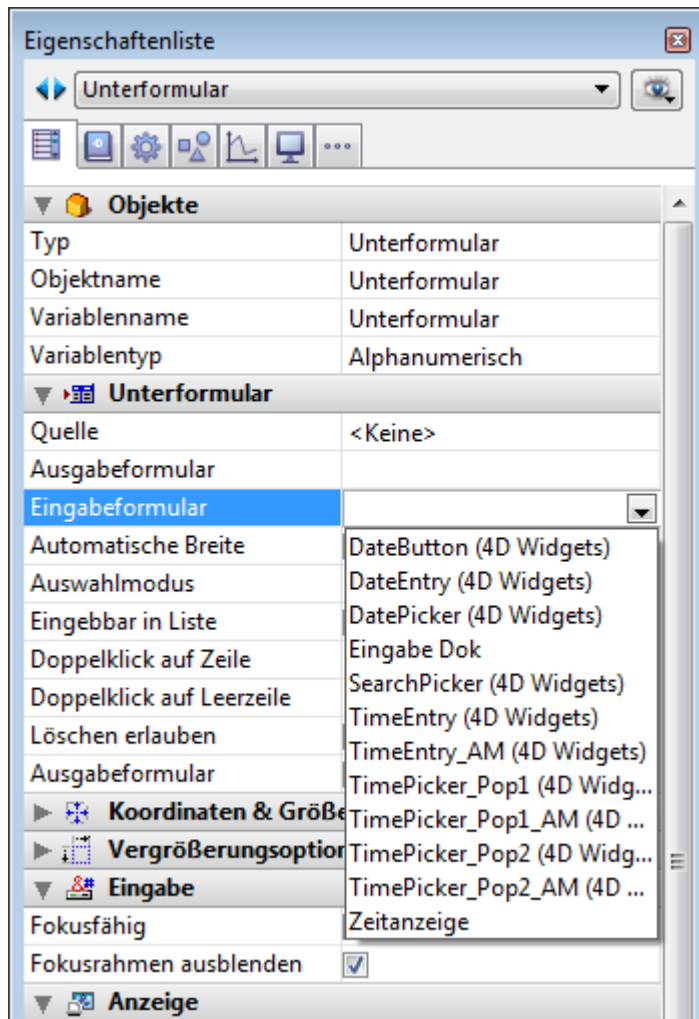 Eigenschaftenliste
Unterformular
Objekte
Typ Unterformular
Objektname Unterformular
Variablenname Unterformular
Variablentyp Alphanumerisch
Unterformular
Quelle <Keine>
Ausgabeformular
Eingabeformular
Automatische Breite DateButton (4D Widgets)
Auswahlmodus DateEntry (4D Widgets)
Eingebbar in Liste DatePicker (4D Widgets)
Doppelklick auf Zeile Eingabe Dok
Doppelklick auf Leerzeile SearchPicker (4D Widgets)
Löschen erlauben TimeEntry (4D Widgets)
Ausgabeformular TimeEntry_AM (4D Widgets)
TimePicker_Pop1 (4D Widg...
Koordinaten & Größe TimePicker_Pop1_AM (4D ...
Vergrößerungsoption TimePicker_Pop2 (4D Widg...
Eingabe TimePicker_Pop2_AM (4D ...
Fokusfähig Zeitanzeige
Fokusrahmen ausblenden
Anzeige